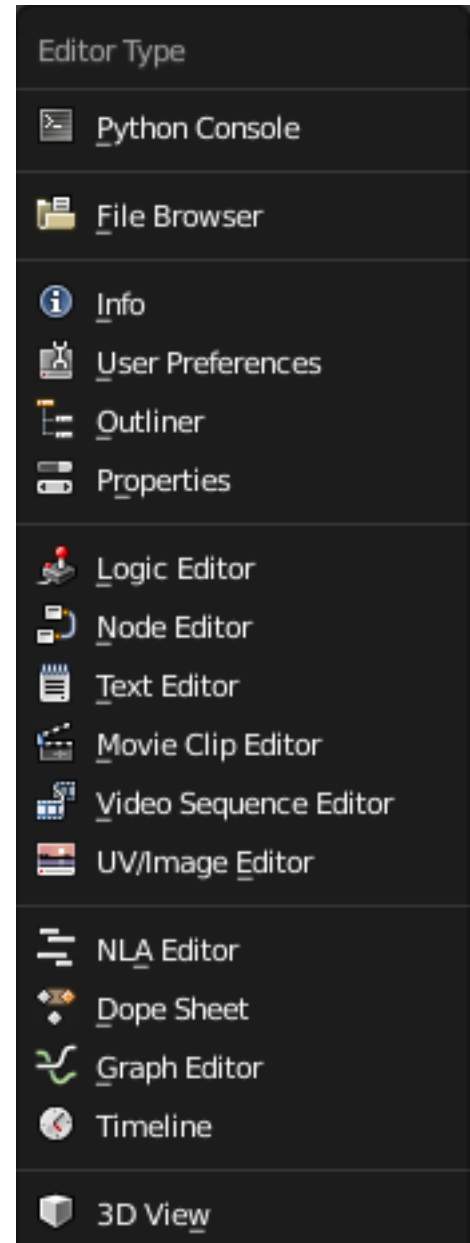 Editor Type
Python Console
File Browser
Info
User Preferences
Outliner
Properties
Logic Editor
Node Editor
Text Editor
Movie Clip Editor
Video Sequence Editor
UV/Image Editor
NLA Editor
Dope Sheet
Graph Editor
Timeline
3D View